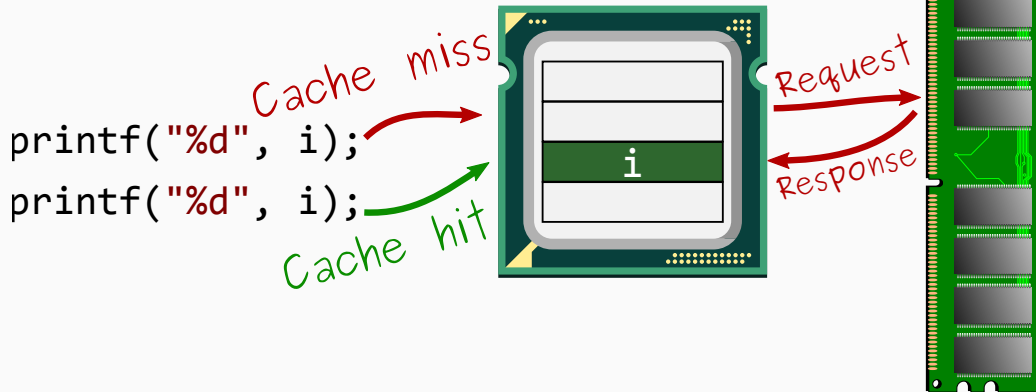 Cache miss
printf("%d", i);
printf("%d", i);
Cache hit
i
Request
Response